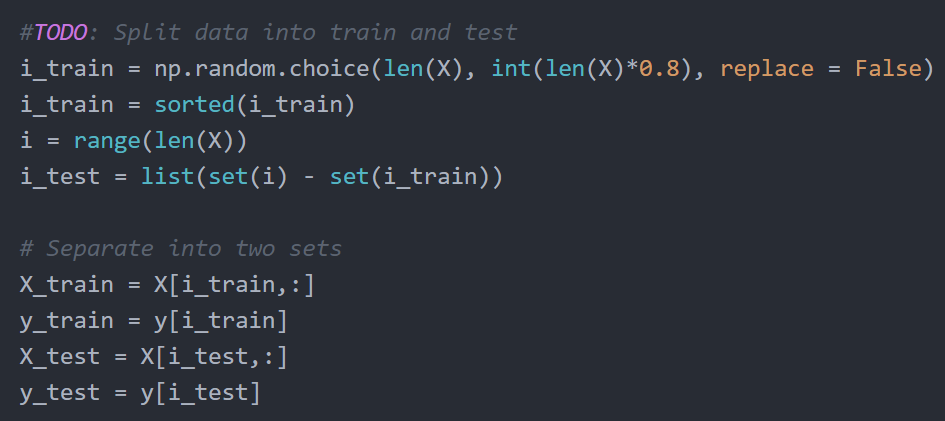 #TODO: Split data into train and test
i_train = np.random.choice(len(X), int(len(X)*0.8), replace = False)
i_train = sorted(i_train)
i = range(len(X))
i_test = list(set(i) - set(i_train))
# Separate into two sets
X_train = X[i_train,:]
y_train = y[i_train]
X_test = X[i_test,:]
y_test = y[i_test]